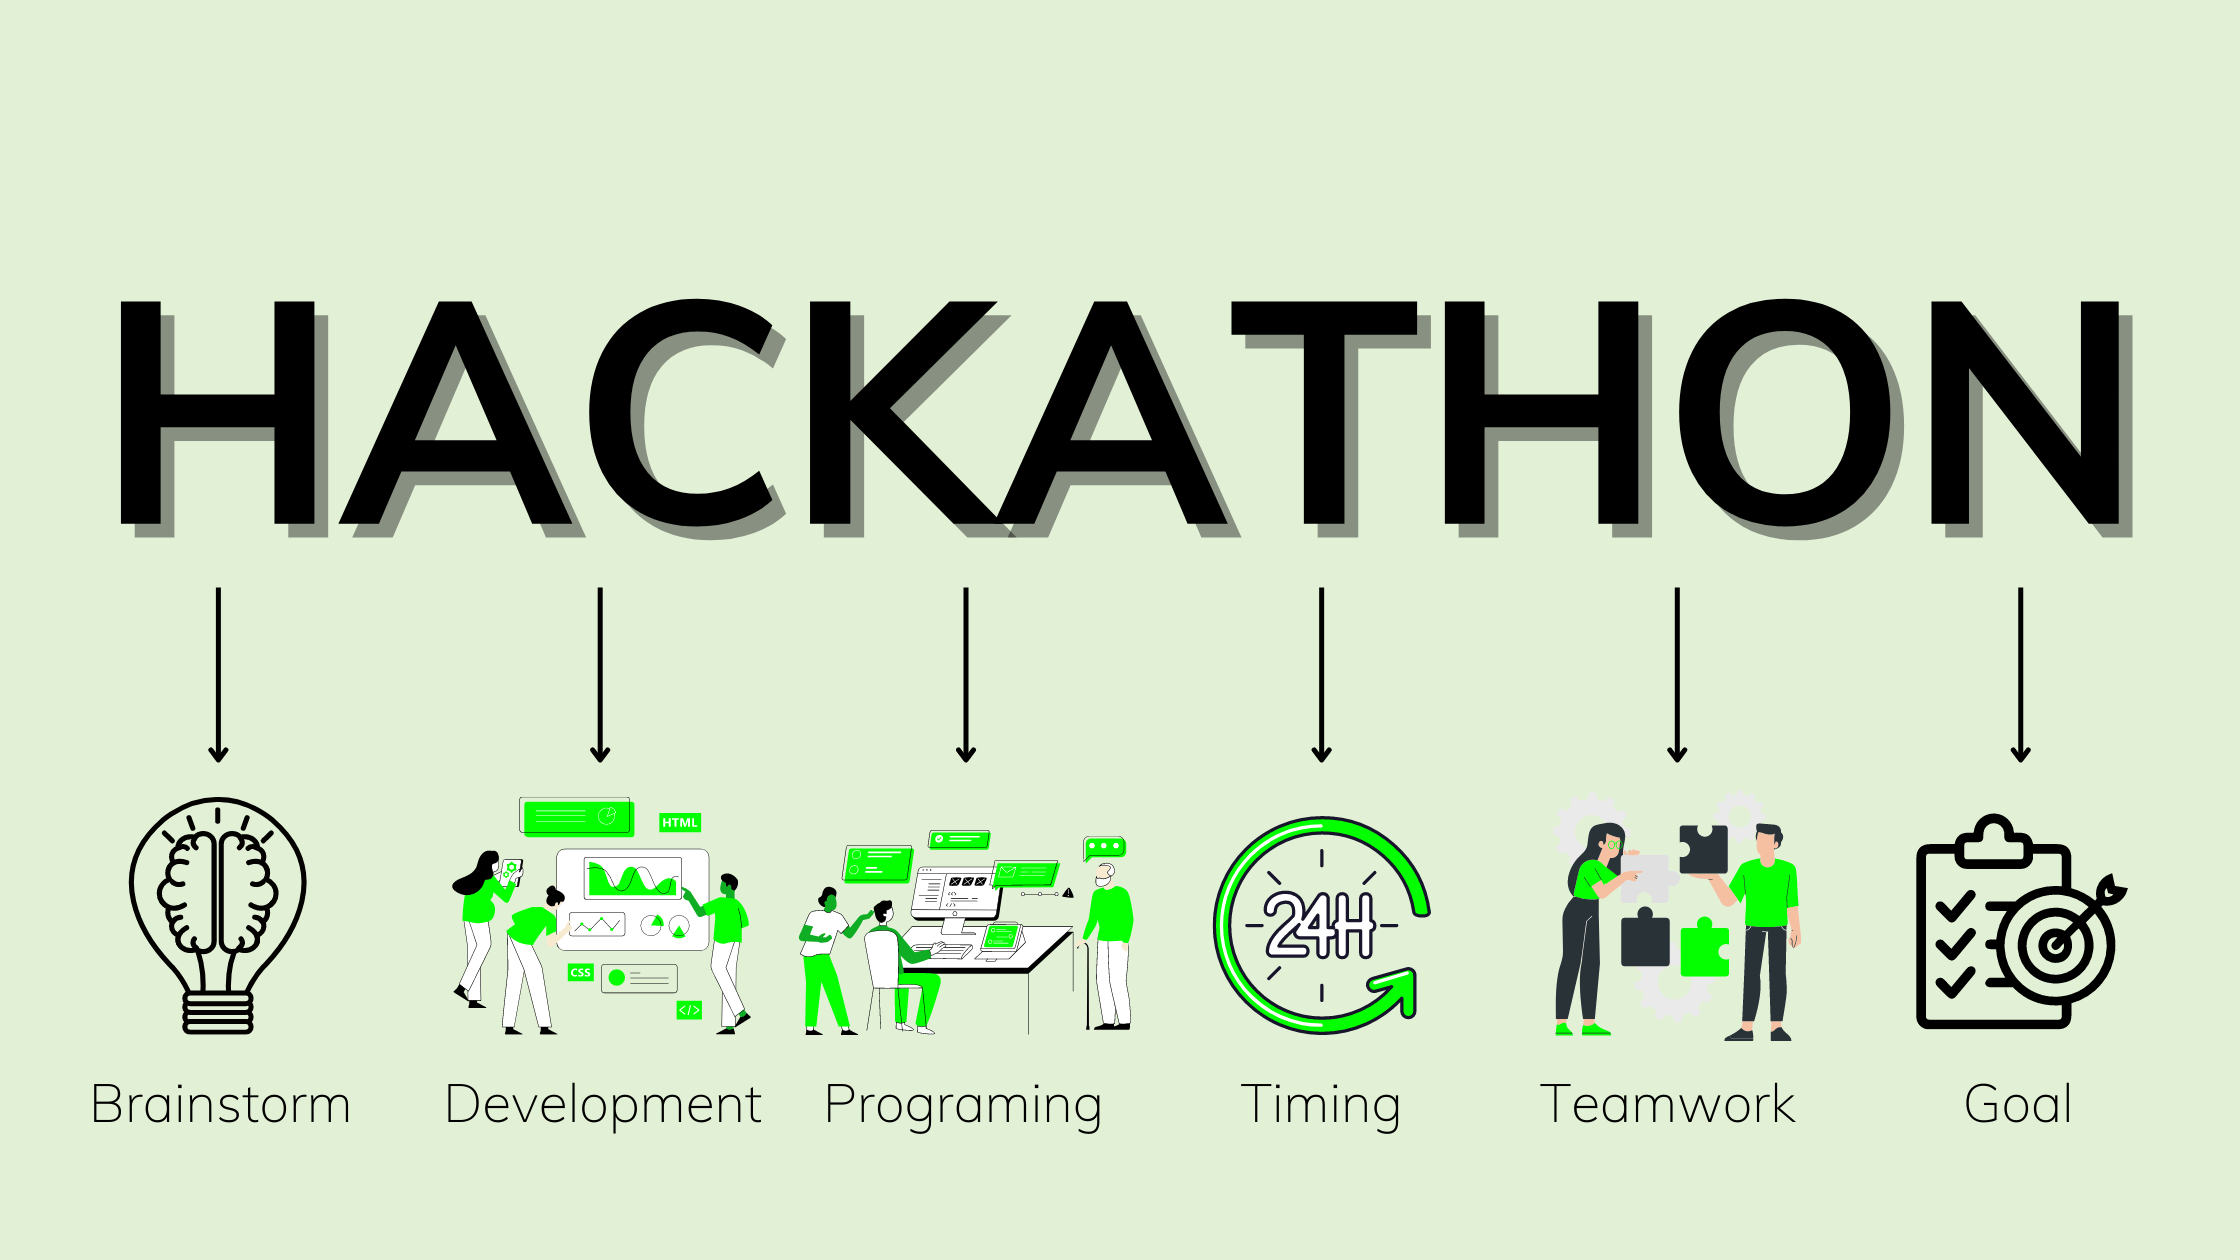 HACKATHON
HTML
CSS
</>
24H
Brainstorm
Development
Programing
Timing
Teamwork
Goal